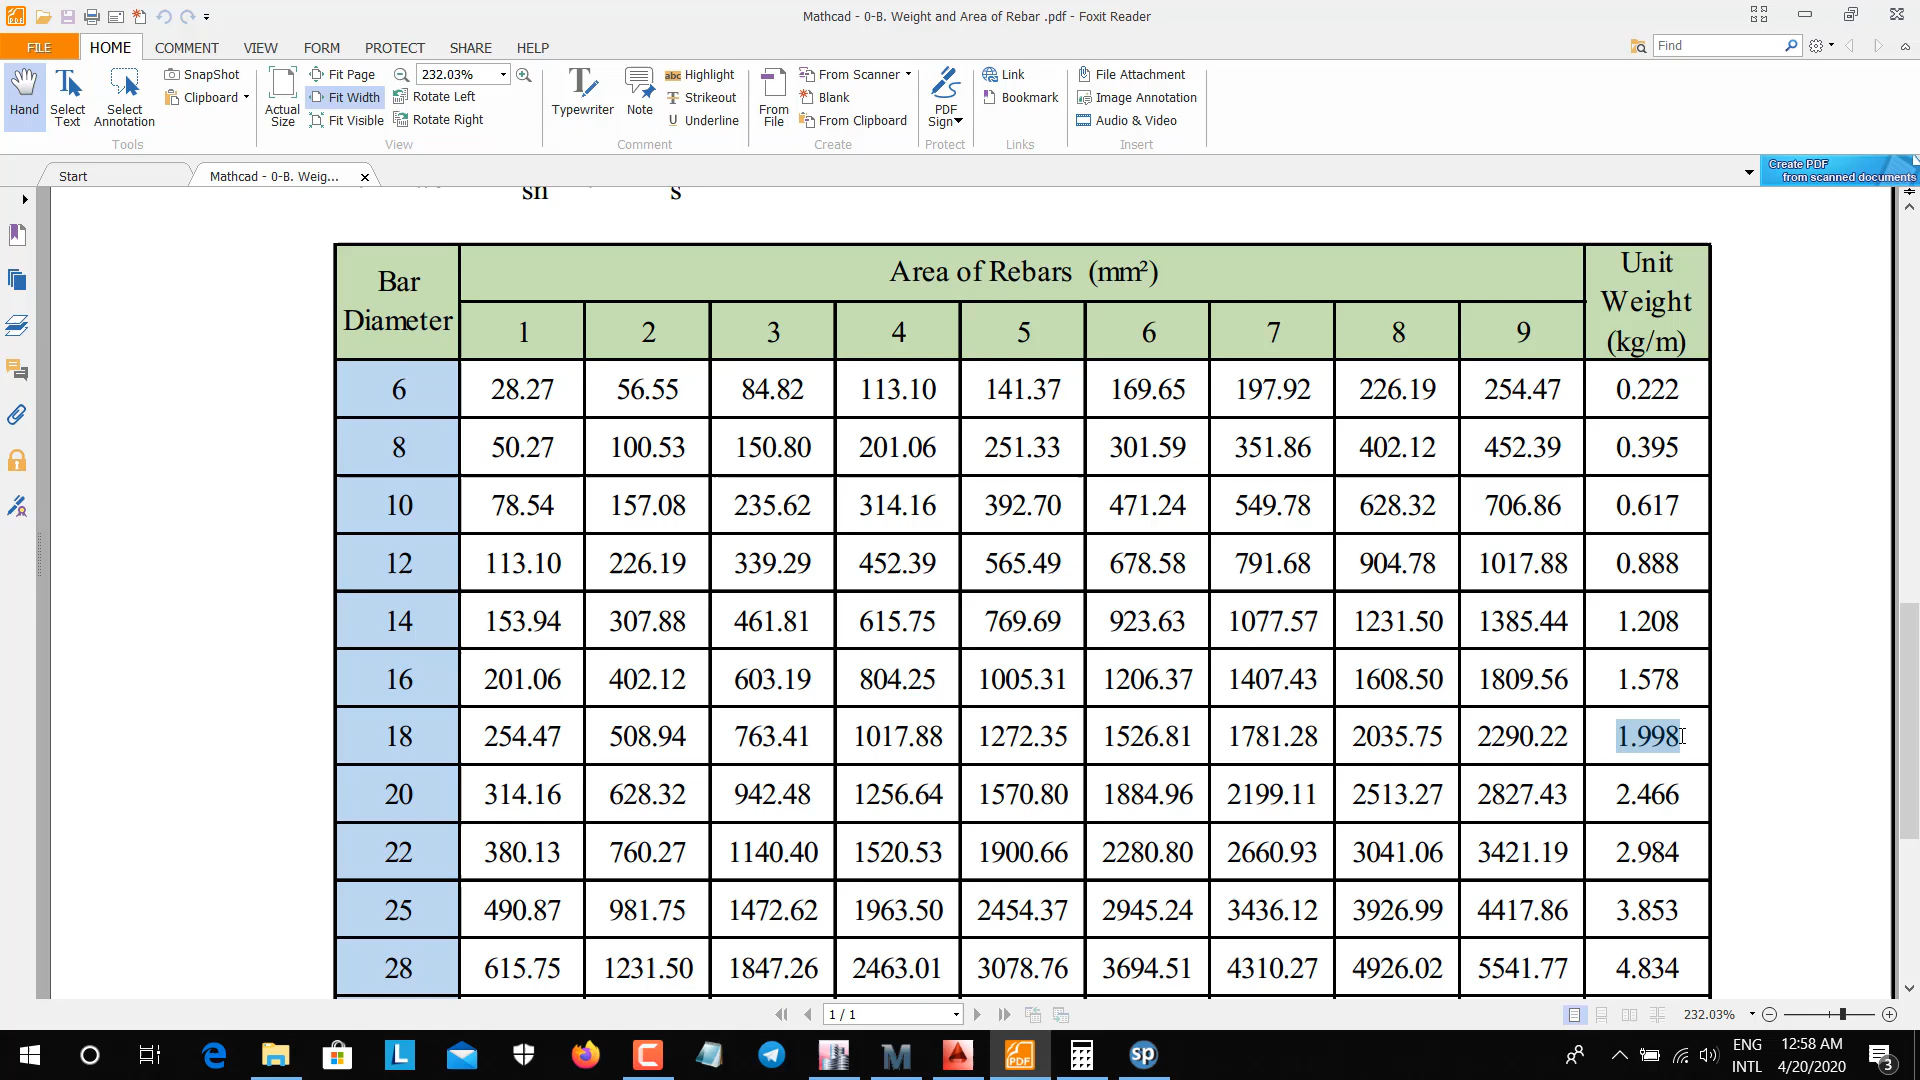 Mathcad - 0-B. Weight and Area of Rebar .pdf - Foxit Reader
FILE HOME COMMENT VIEW FORM PROTECT SHARE HELP
Find
Hand
Select Text
Select Annotation
SnapShot
Clipboard
Tools
Actual Size
Fit Page
Fit Width
Fit Visible
232.03%
Rotate Left
Rotate Right
View
Typewriter
Note
abc Highlight
Strikeout
U Underline
Comment
From File
From Scanner
Blank
From Clipboard
Create
PDF Sign
Protect
Link
Bookmark
Links
File Attachment
Image Annotation
Audio & Video
Insert
Start
Mathcad - 0-B. Weig...
Create PDF
from scanned documents
sh s
Bar Diameter Area of Rebars (mm²) Unit Weight (kg/m)
1 2 3 4 5 6 7 8 9
6 28.27 56.55 84.82 113.10 141.37 169.65 197.92 226.19 254.47 0.222
8 50.27 100.53 150.80 201.06 251.33 301.59 351.86 402.12 452.39 0.395
10 78.54 157.08 235.62 314.16 392.70 471.24 549.78 628.32 706.86 0.617
12 113.10 226.19 339.29 452.39 565.49 678.58 791.68 904.78 1017.88 0.888
14 153.94 307.88 461.81 615.75 769.69 923.63 1077.57 1231.50 1385.44 1.208
16 201.06 402.12 603.19 804.25 1005.31 1206.37 1407.43 1608.50 1809.56 1.578
18 254.47 508.94 763.41 1017.88 1272.35 1526.81 1781.28 2035.75 2290.22 1.998
20 314.16 628.32 942.48 1256.64 1570.80 1884.96 2199.11 2513.27 2827.43 2.466
22 380.13 760.27 1140.40 1520.53 1900.66 2280.80 2660.93 3041.06 3421.19 2.984
25 490.87 981.75 1472.62 1963.50 2454.37 2945.24 3436.12 3926.99 4417.86 3.853
28 615.75 1231.50 1847.26 2463.01 3078.76 3694.51 4310.27 4926.02 5541.77 4.834
1 / 1
232.03%
ENG
INTL
12:58 AM
4/20/2020
3